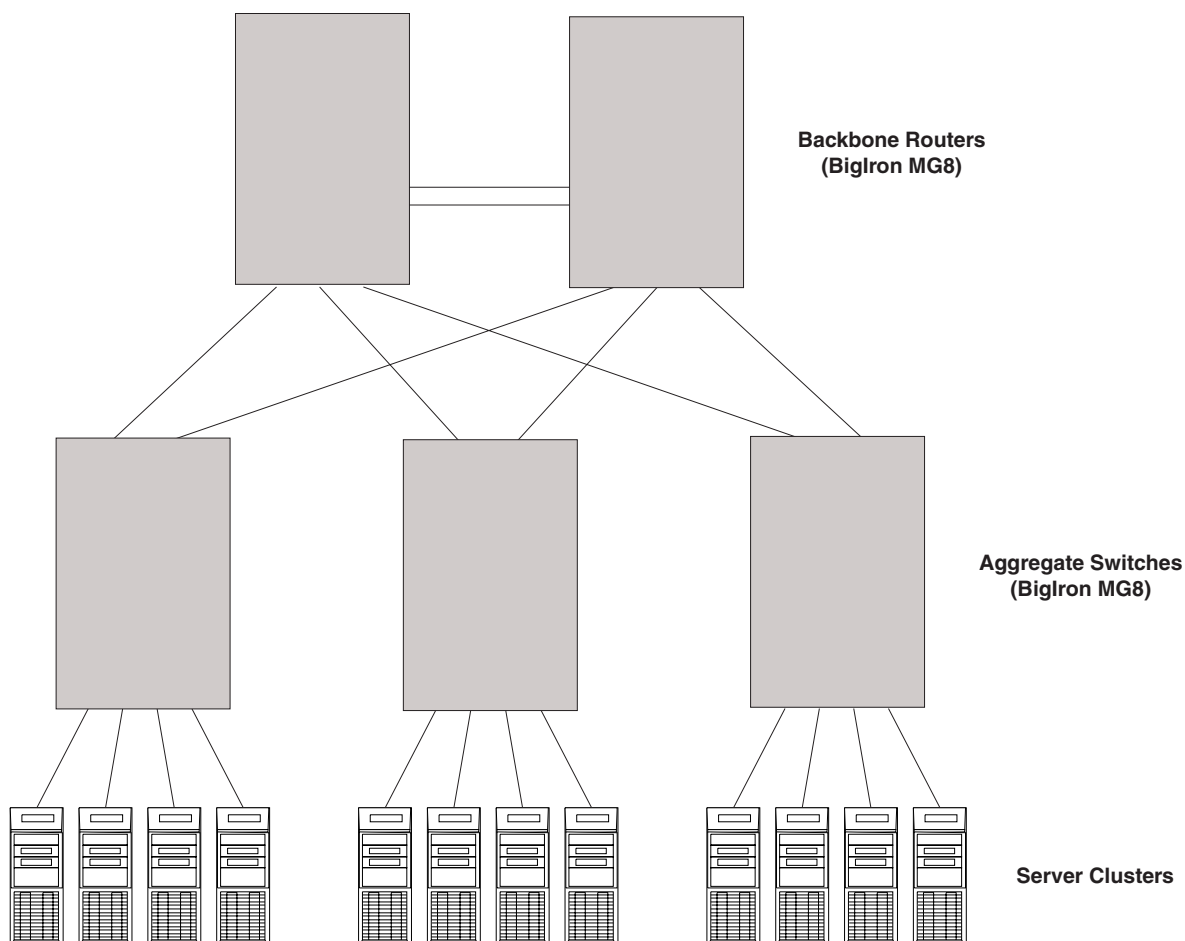 Backbone Routers
(BigIron MG8)
Aggregate Switches
(BigIron MG8)
Server Clusters